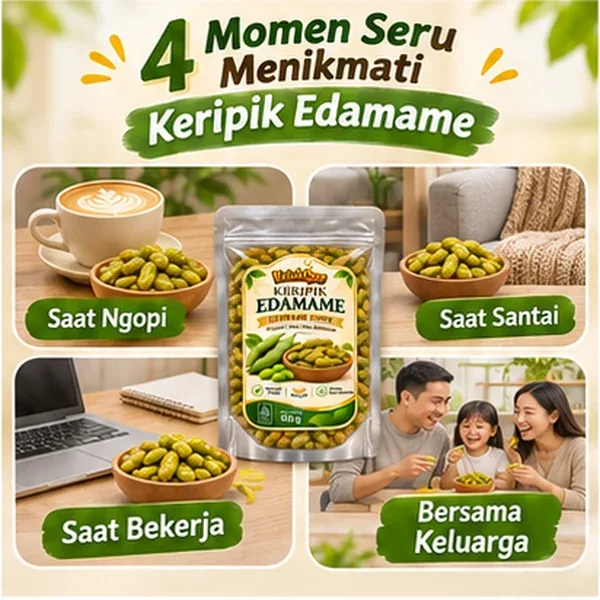 4 Momen Seru
Menikmati
Keripik Edamame
Saat Ngopi
Saat Santai
KERIPIK
EDAMAME
Saat Bekerja
Bersama
Keluarga